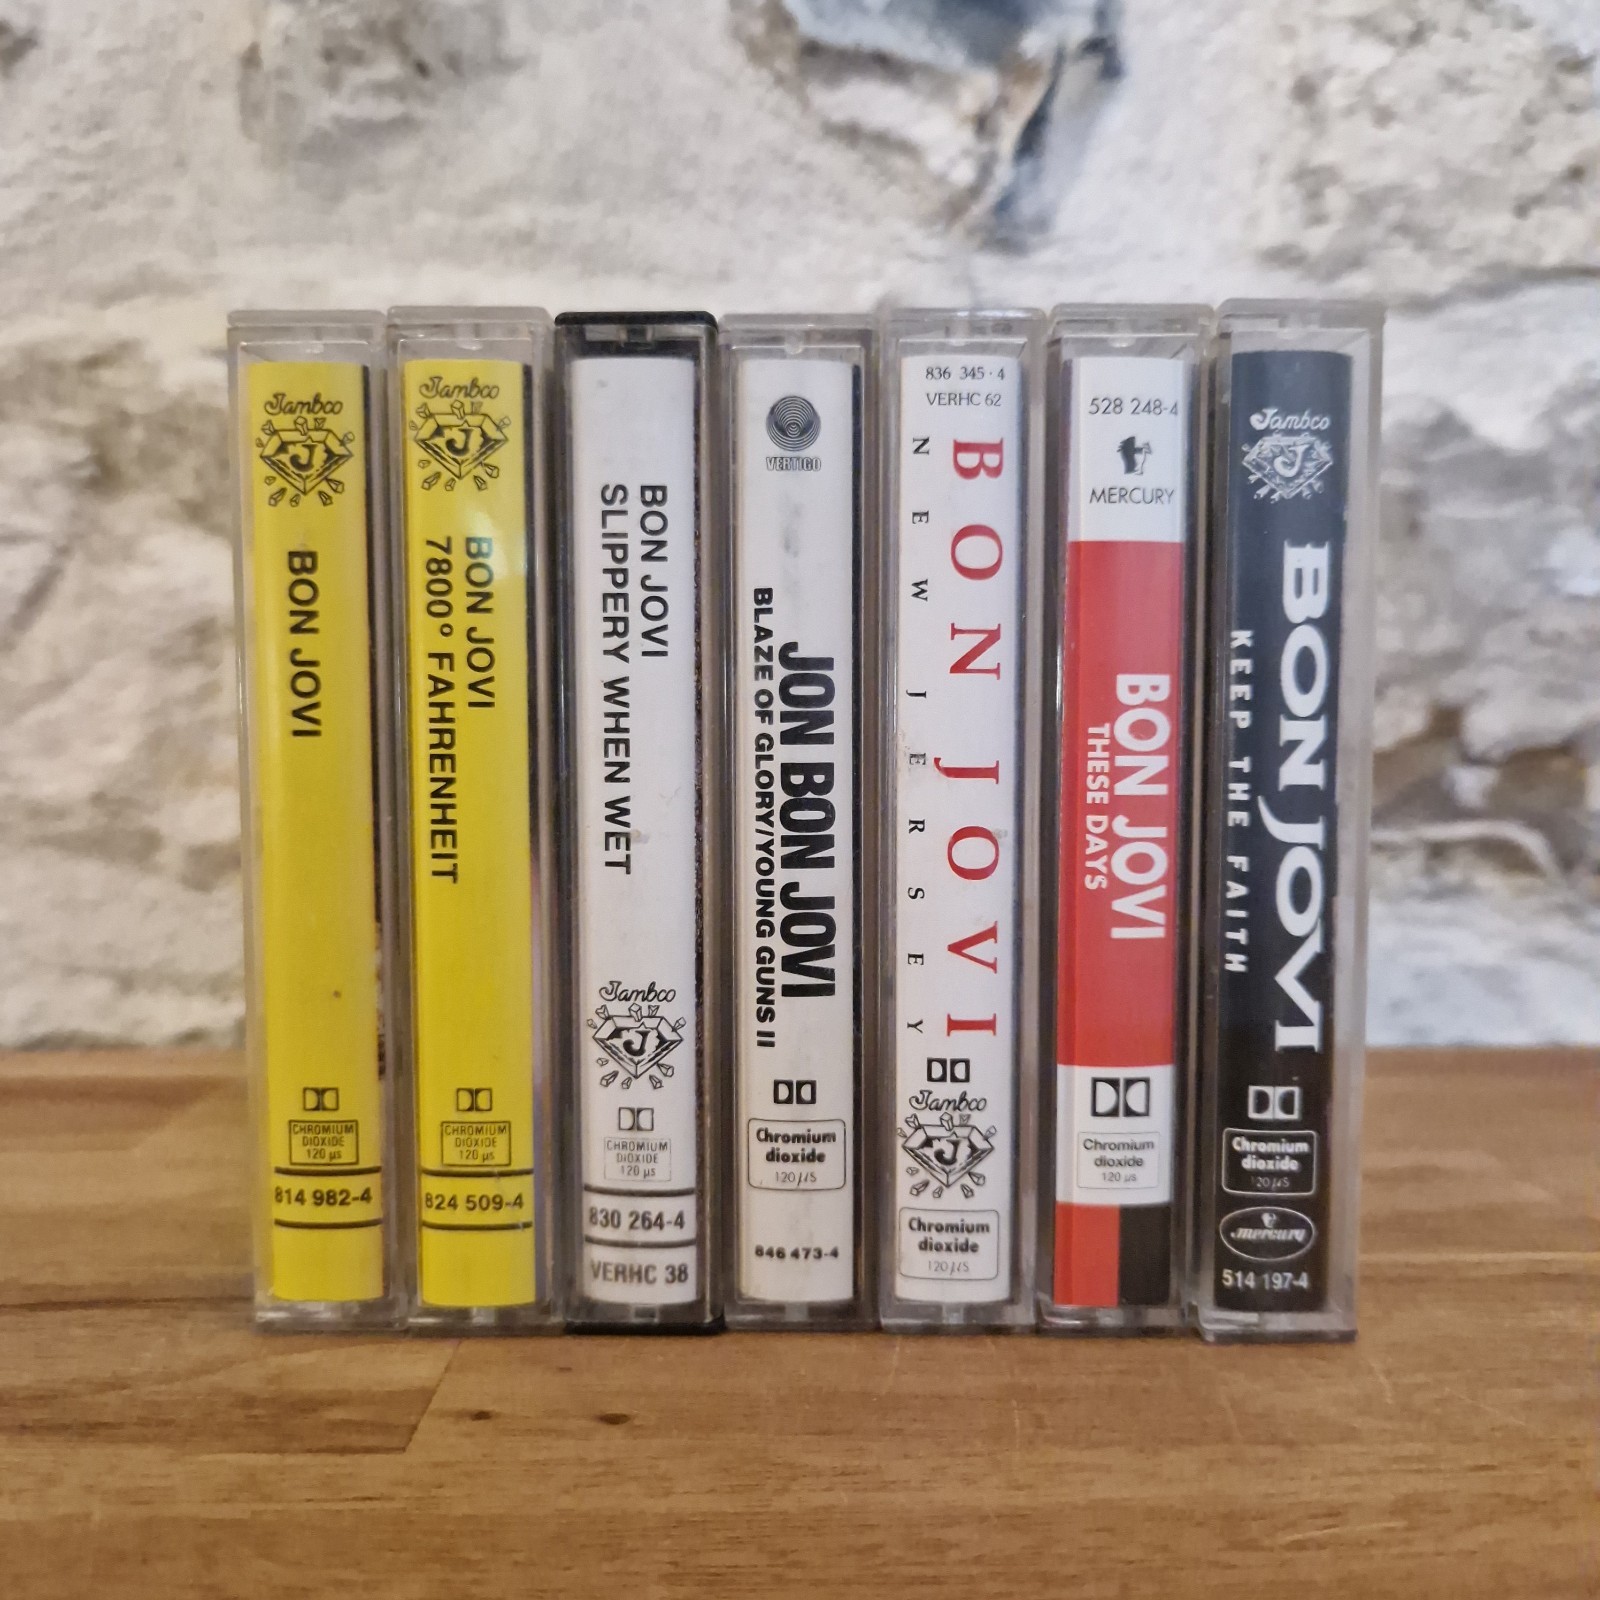 Jambco
J
BON JOVI
CHROMIUM
DIOXIDE
120 µs
814 982-4
Jambco
J
BON JOVI
7800° FAHRENHEIT
CHROMIUM
DIOXIDE
120 µs
824 509-4
BON JOVI
SLIPPERY WHEN WET
Jambco
J
CHROMIUM
DIOXIDE
120 µs
830 264-4
VERHC 38
VERTIGO
JON BON JOVI
BLAZE OF GLORY/YOUNG GUNS II
Chromium
dioxide
120 µs
846 473-4
836 345 · 4
VERHC 62
BON JOVI
NEW JERSEY
Jambco
J
Chromium
dioxide
120 µs
528 248-4
MERCURY
BON JOVI
THESE DAYS
Chromium
dioxide
120 µs
Jambco
J
BON JOVI
KEEP THE FAITH
Chromium
dioxide
120 µs
mercury
514 197-4